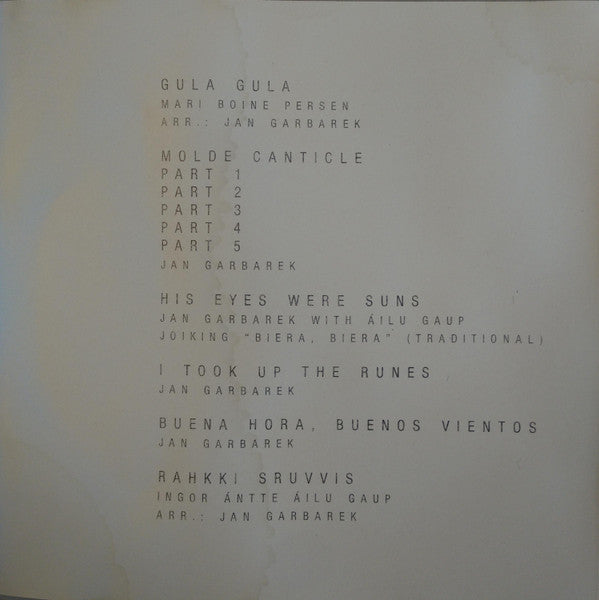 GULA GULA
MARI BOINE PERSEN
ARR.: JAN GARBAREK
MOLDE CANTICLE
PART 1
PART 2
PART 3
PART 4
PART 5
JAN GARBAREK
HIS EYES WERE SUNS
JAN GARBAREK WITH ÁILU GAUP
JOIKING "BIERA, BIERA" (TRADITIONAL)
I TOOK UP THE RUNES
JAN GARBAREK
BUENA HORA, BUENOS VIENTOS
JAN GARBAREK
RAHKKI SRUVVIS
INGOR ÁNTTE ÁILU GAUP
ARR.: JAN GARBAREK